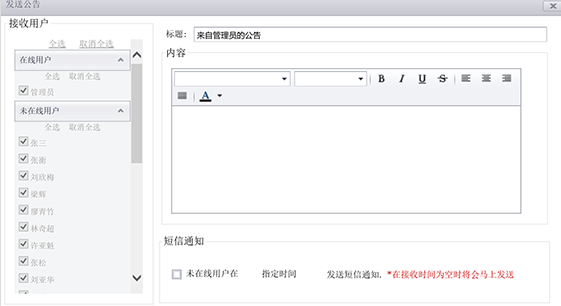 发送公告
接收用户
全选 取消全选
在线用户
全选 取消全选
管理员
未在线用户
全选 取消全选
张三
张衡
刘欣梅
梁辉
廖青竹
林奇超
许亚魁
张松
刘亚华
标题: 来自管理员的公告
内容
B I U S
A
短信通知
未在线用户在 指定时间 发送短信通知. *在接收时间为空时将会马上发送